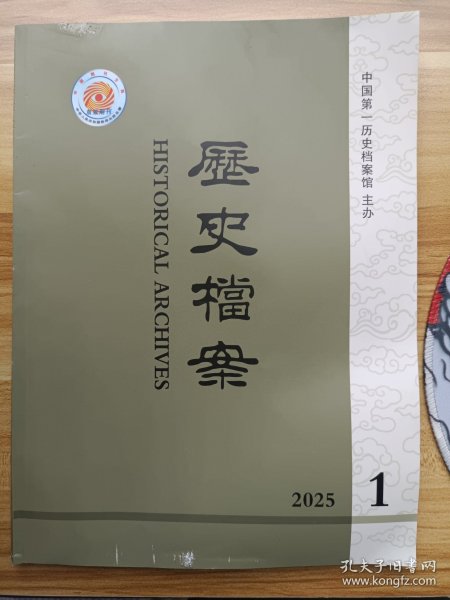 中国第一历史档案馆 主办
歷史檔案
HISTORICAL ARCHIVES
2025
1
孔夫子旧书网
www.kongfz.com